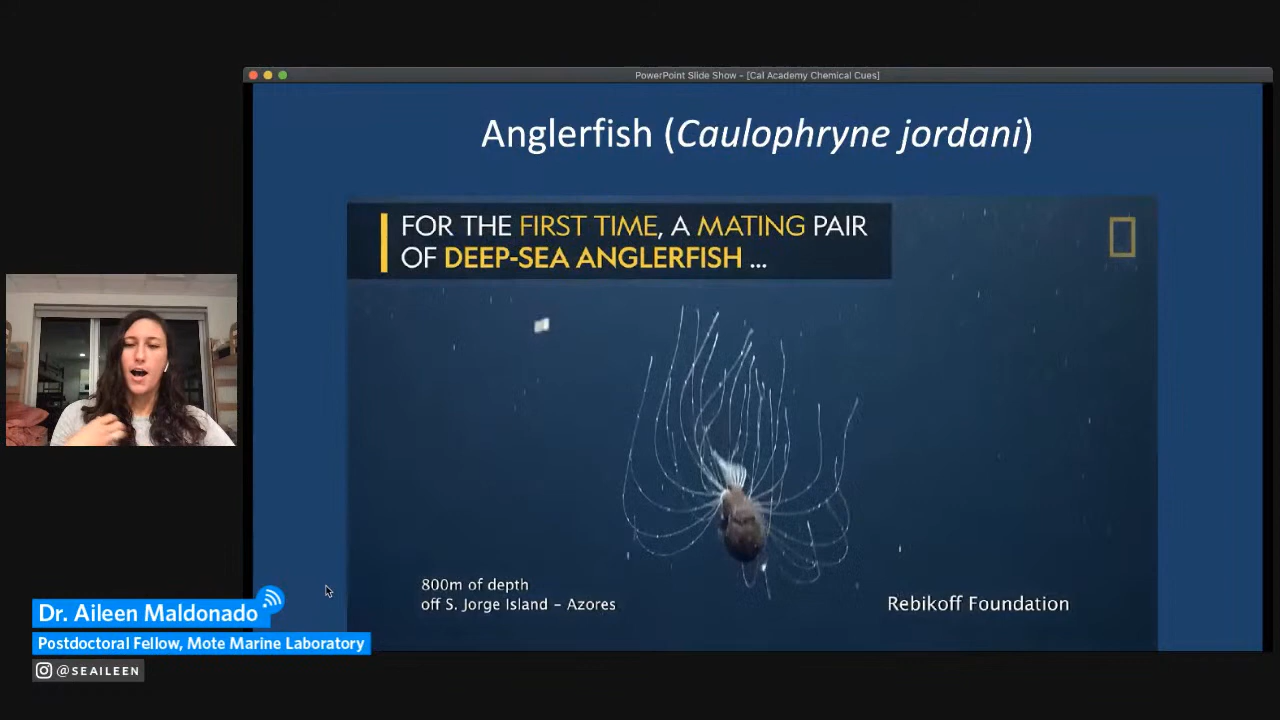 PowerPoint Slide Show - [Cal Academy Chemical Cues]
Anglerfish (Caulophryne jordani)
FOR THE FIRST TIME, A MATING PAIR
OF DEEP-SEA ANGLERFISH ...
800m of depth
off S. Jorge Island – Azores
Rebikoff Foundation
Dr. Aileen Maldonado
Postdoctoral Fellow, Mote Marine Laboratory
@SEAILEEN